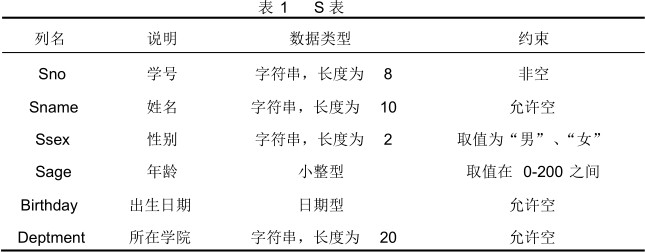 表 1 S 表
列名 说明 数据类型 约束
Sno 学号 字符串，长度为 8 非空
Sname 姓名 字符串，长度为 10 允许空
Ssex 性别 字符串，长度为 2 取值为“男”、“女”
Sage 年龄 小整型 取值在 0-200 之间
Birthday 出生日期 日期型 允许空
Deptment 所在学院 字符串，长度为 20 允许空